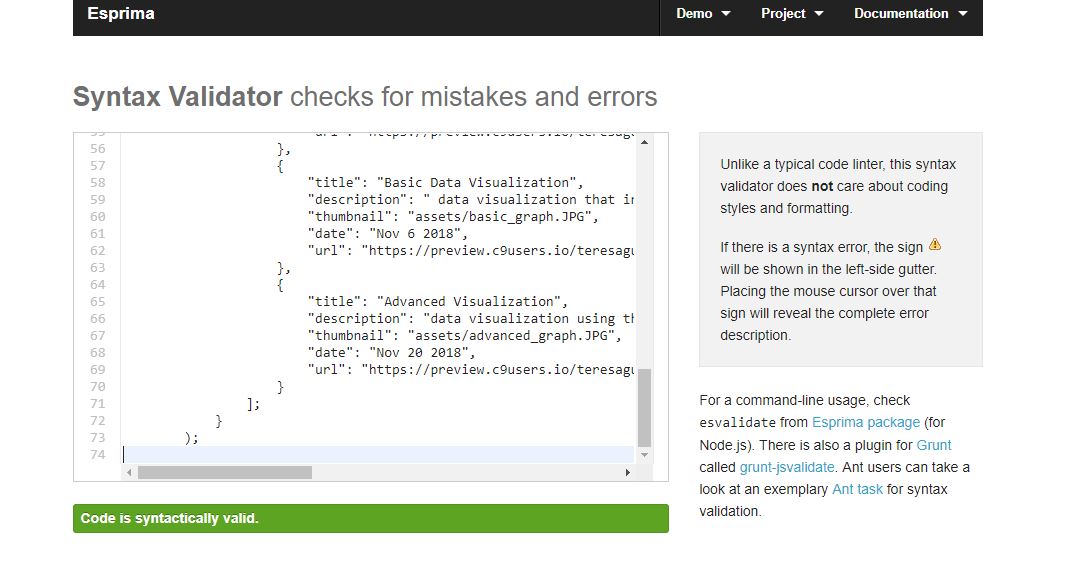 Esprima
Demo
Project
Documentation
Syntax Validator checks for mistakes and errors
56 },
57 {
58 "title": "Basic Data Visualization",
59 "description": " data visualization that
60 "thumbnail": "assets/basic_graph.JPG",
61 "date": "Nov 6 2018",
62 "url": "https://preview.c9users.io/teresagu
63 },
64 {
65 "title": "Advanced Visualization",
66 "description": "data visualization using
67 "thumbnail": "assets/advanced_graph.JPG",
68 "date": "Nov 20 2018",
69 "url": "https://preview.c9users.io/teresagu
70 }
71 ];
72 }
73 );
74
Code is syntactically valid.
Unlike a typical code linter, this syntax
validator does not care about coding
styles and formatting.
If there is a syntax error, the sign
will be shown in the left-side gutter.
Placing the mouse cursor over that
sign will reveal the complete error
description.
For a command-line usage, check
esvalidate from Esprima package (for
Node.js). There is also a plugin for Grunt
called grunt-jsvalidate. Ant users can take a
look at an exemplary Ant task for syntax
validation.